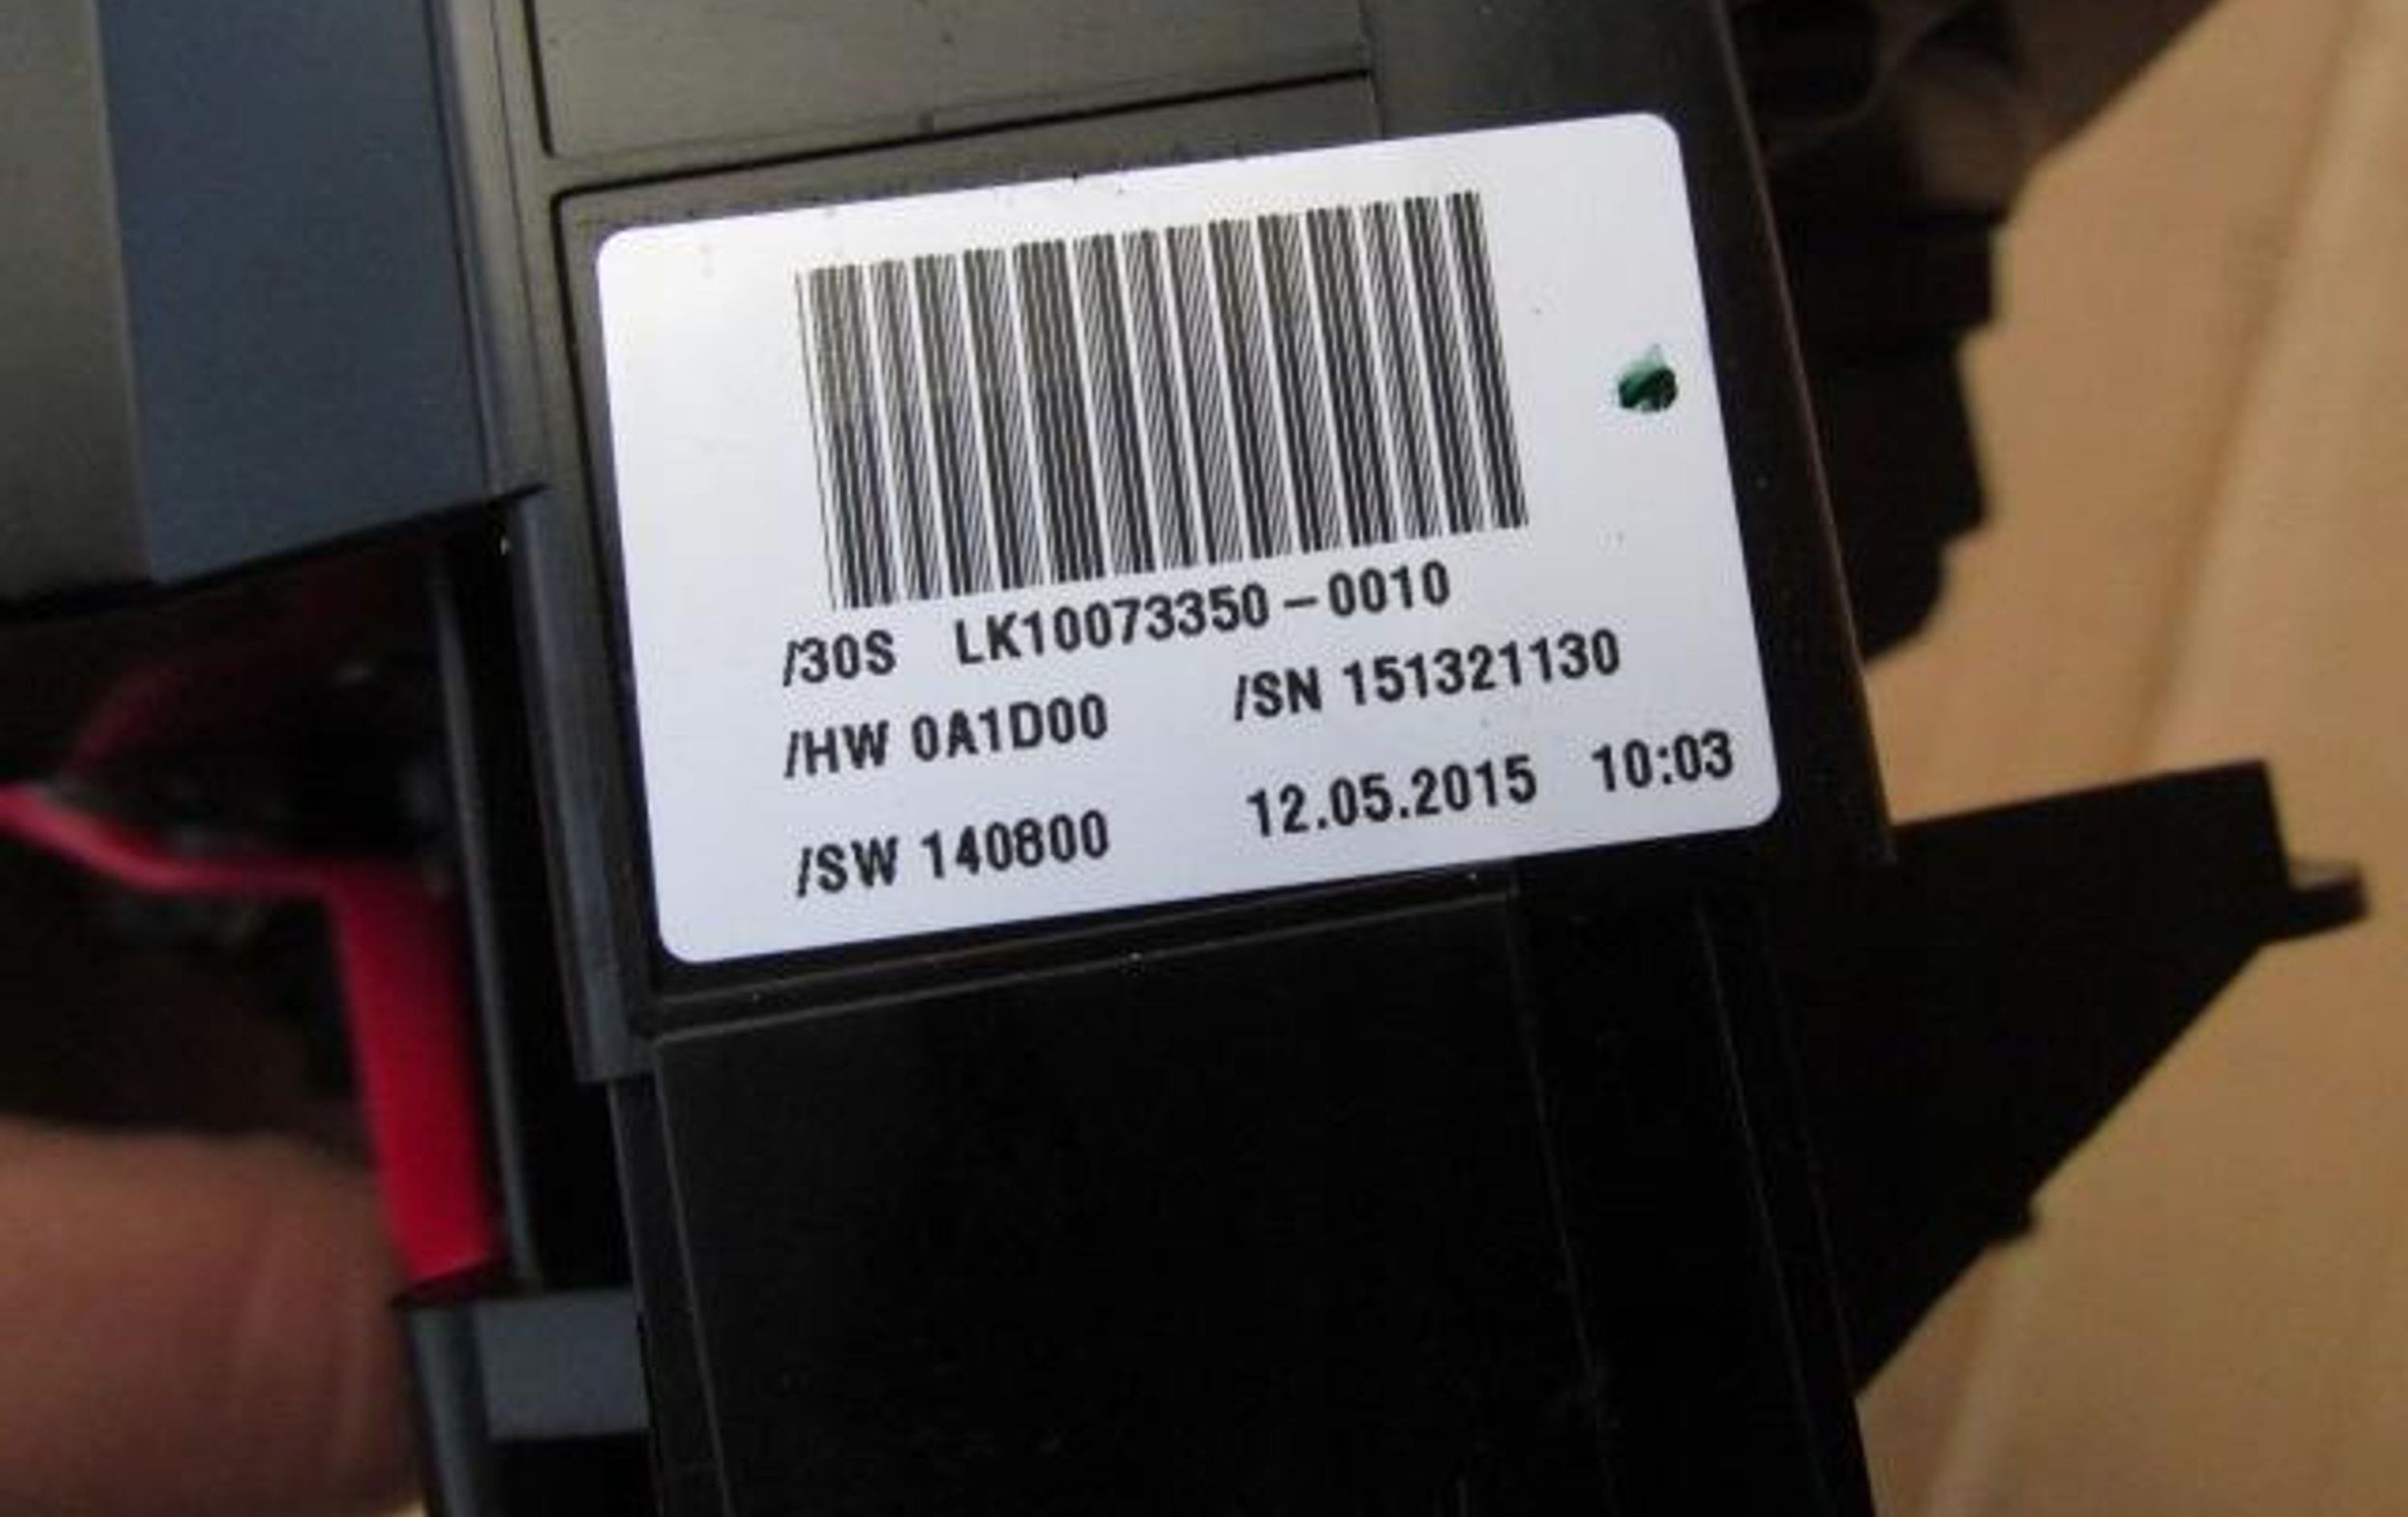 /30S LK10073350-0010
/HW 0A1D00 /SN 151321130
/SW 140800 12.05.2015 10:03